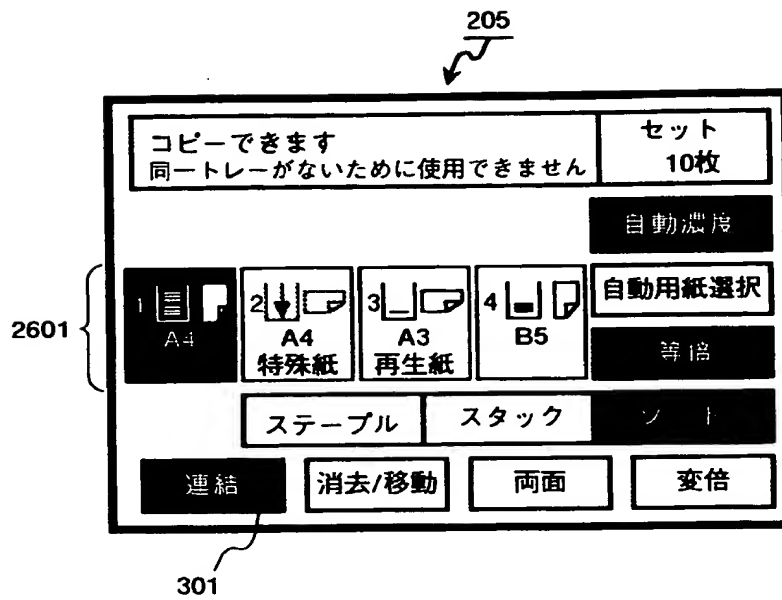 205
コピーできます
同一トレーがないために使用できません
セット
10枚
自動濃度
2601
1
A4
2
A4
特殊紙
3
A3
再生紙
4
B5
自動用紙選択
等倍
ステープル
スタック
ソート
連結
消去/移動
両面
変倍
301